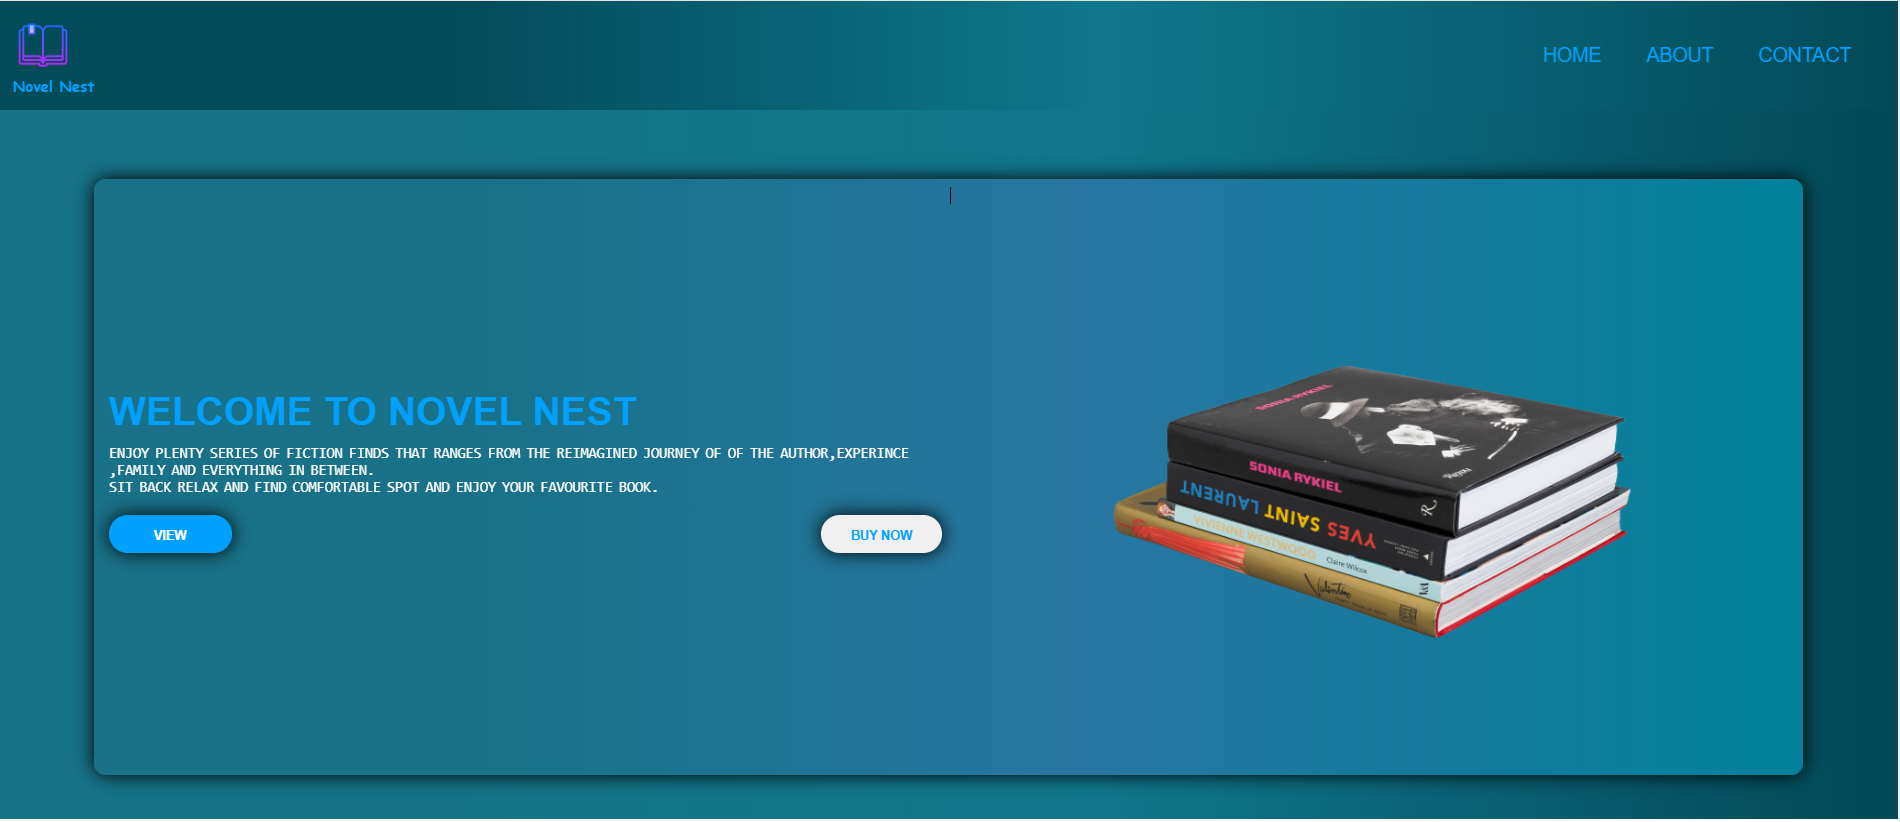 Novel Nest
HOME ABOUT CONTACT
WELCOME TO NOVEL NEST
ENJOY PLENTY SERIES OF FICTION FINDS THAT RANGES FROM THE REIMAGINED JOURNEY OF OF THE AUTHOR,EXPERINCE
,FAMILY AND EVERYTHING IN BETWEEN.
SIT BACK RELAX AND FIND COMFORTABLE SPOT AND ENJOY YOUR FAVOURITE BOOK.
VIEW
BUY NOW
SONIA RYKIEL
SONIA RYKIEL
R
YVES SAINT LAURENT
VIVIENNE WESTWOOD Claire Wilcox
Valentino